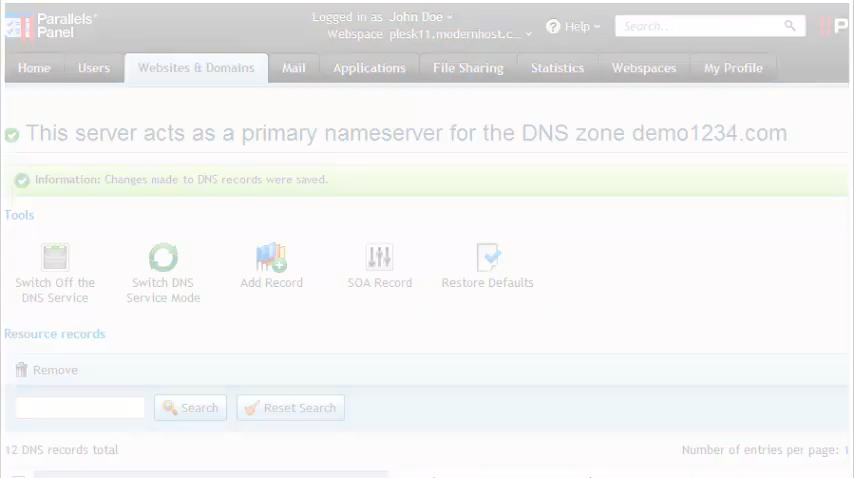 Parallels®
Panel
Logged in as John Doe
Webspace plesk11.modernhost.c...
Help
Search..
Home Users Websites & Domains Mail Applications File Sharing Statistics Webspaces My Profile
This server acts as a primary nameserver for the DNS zone demo1234.com
Information: Changes made to DNS records were saved.
Tools
Switch Off the
DNS Service
Switch DNS
Service Mode
Add Record
SOA Record
Restore Defaults
Resource records
Remove
Search
Reset Search
12 DNS records total
Number of entries per page: 1